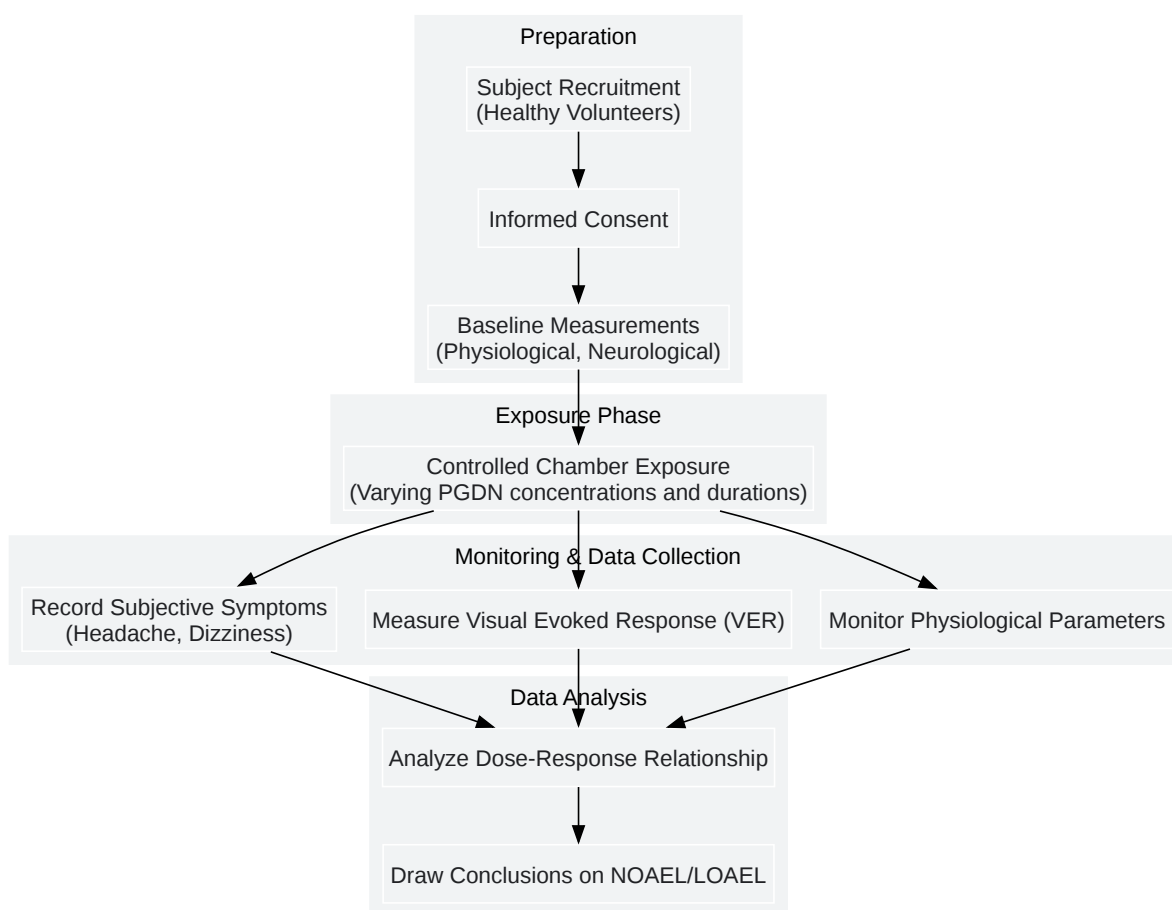 Preparation
Subject Recruitment
(Healthy Volunteers)
Informed Consent
Baseline Measurements
(Physiological, Neurological)
Exposure Phase
Controlled Chamber Exposure
(Varying PGDN concentrations and durations)
Monitoring & Data Collection
Record Subjective Symptoms
(Headache, Dizziness)
Measure Visual Evoked Response (VER)
Monitor Physiological Parameters
Data Analysis
Analyze Dose-Response Relationship
Draw Conclusions on NOAEL/LOAEL